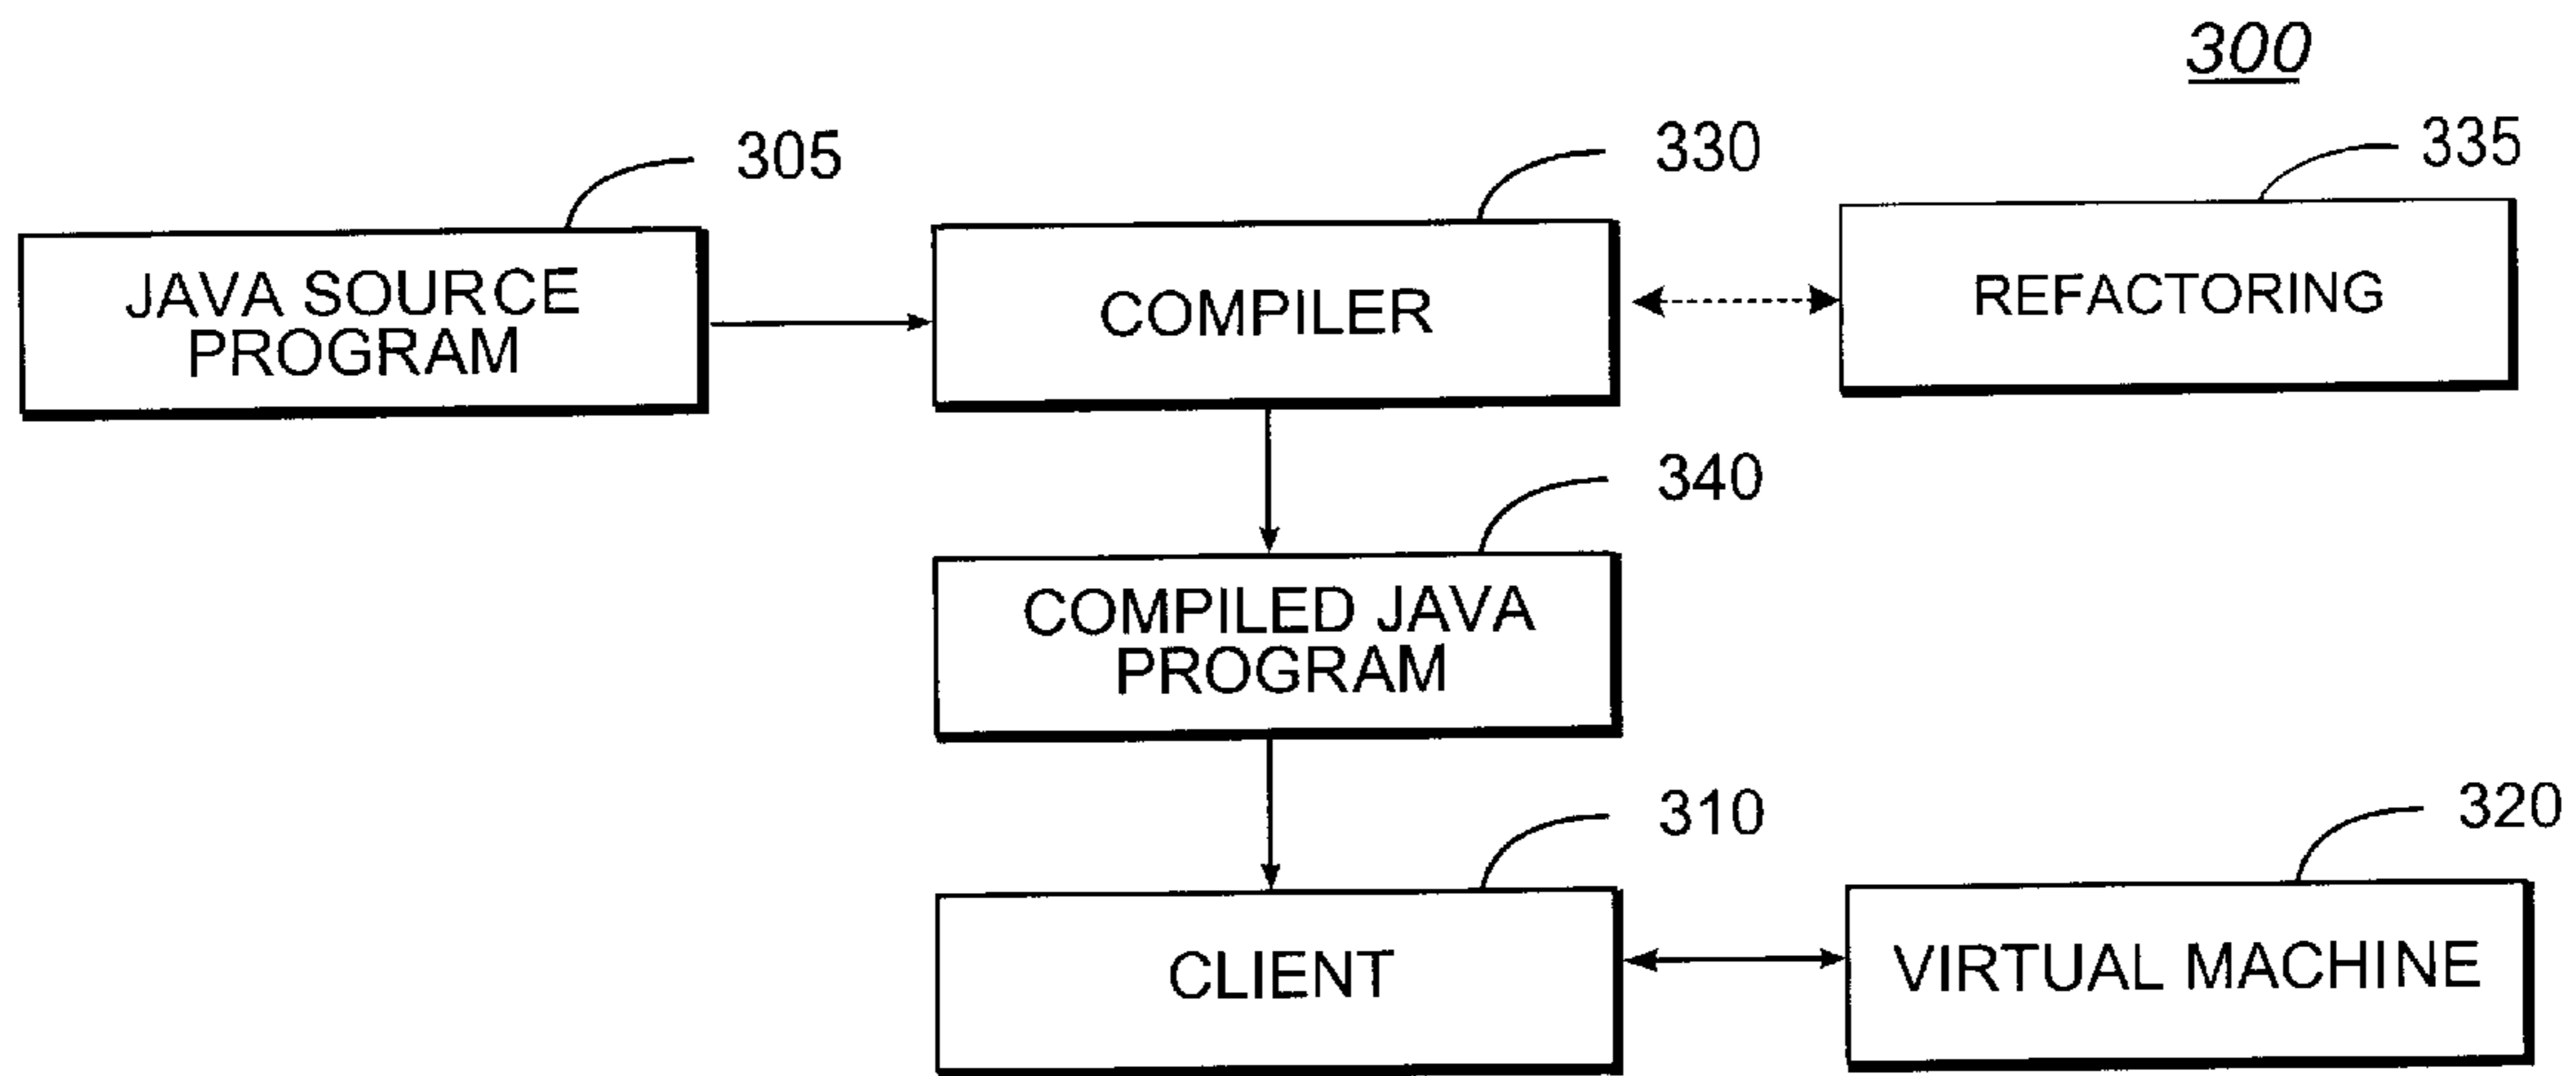 300
305
330
335
JAVA SOURCE
PROGRAM
COMPILER
REFACTORING
340
COMPILED JAVA
PROGRAM
310
320
CLIENT
VIRTUAL MACHINE